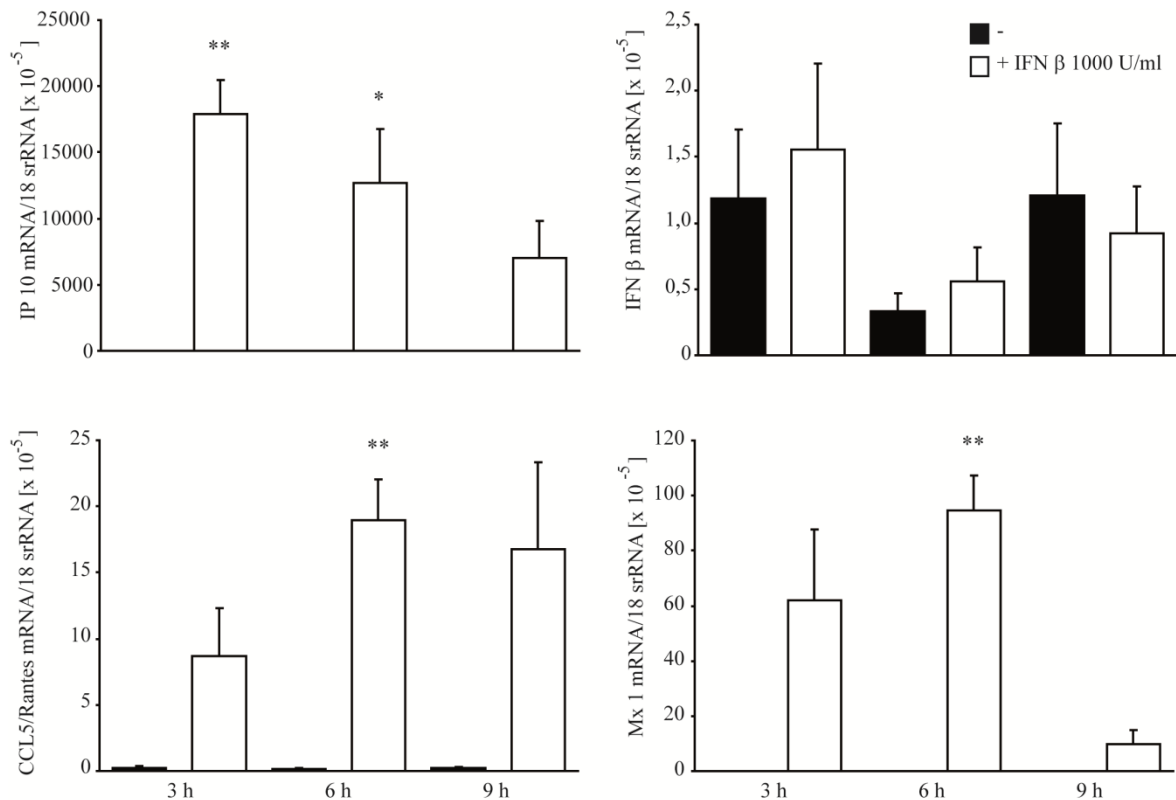 IP 10 mRNA/18 srRNA [x 10 -5 ]
25000
20000
15000
10000
5000
0
**
*
IFN β mRNA/18 srRNA [x 10 -5 ]
2,5
2,0
1,5
1,0
0,5
0
-
+ IFN β 1000 U/ml
CCL5/Rantes mRNA/18 srRNA [x 10 -5 ]
25
20
15
10
5
0
**
3 h
6 h
9 h
Mx 1 mRNA/18 srRNA [x 10 -5 ]
120
100
80
60
40
20
0
**
3 h
6 h
9 h